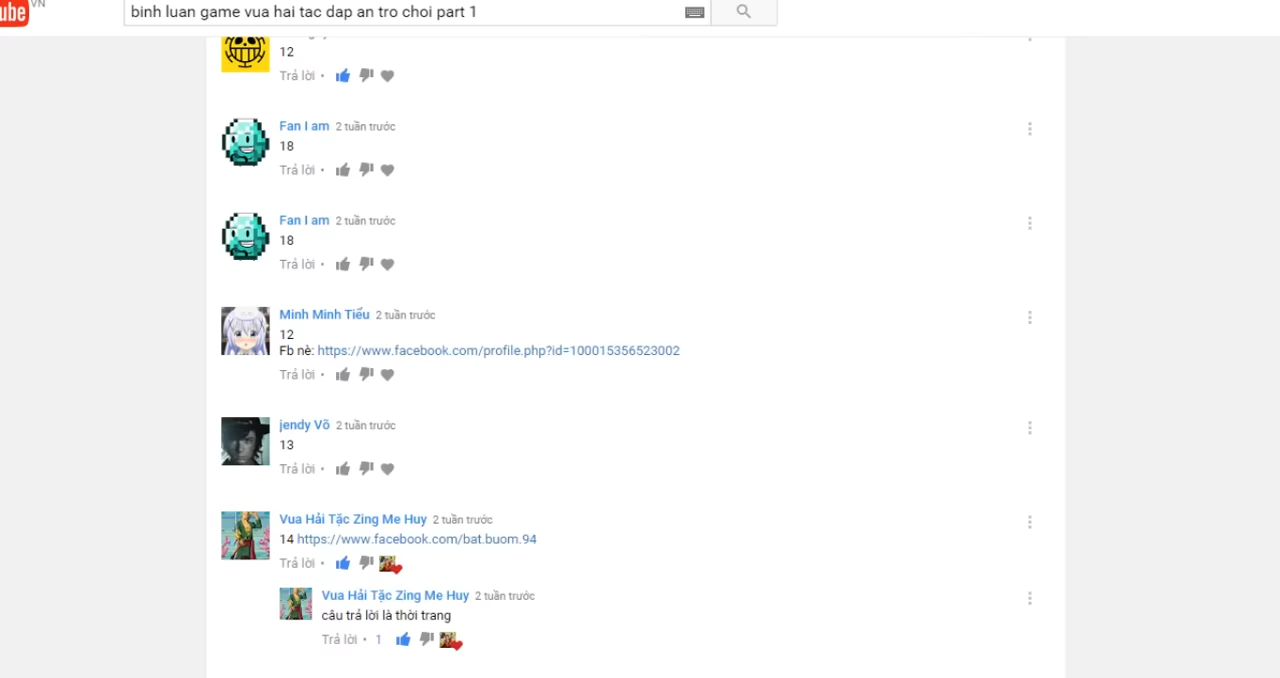 ube VN
binh luan game vua hai tac dap an tro choi part 1
12
Trả lời •
Fan I am 2 tuần trước
18
Trả lời •
Fan I am 2 tuần trước
18
Trả lời •
Minh Minh Tiểu 2 tuần trước
12
Fb nè: https://www.facebook.com/profile.php?id=100015356523002
Trả lời •
jendy Võ 2 tuần trước
13
Trả lời •
Vua Hải Tặc Zing Me Huy 2 tuần trước
14 https://www.facebook.com/bat.buom.94
Trả lời •
Vua Hải Tặc Zing Me Huy 2 tuần trước
câu trả lời là thời trang
Trả lời • 1